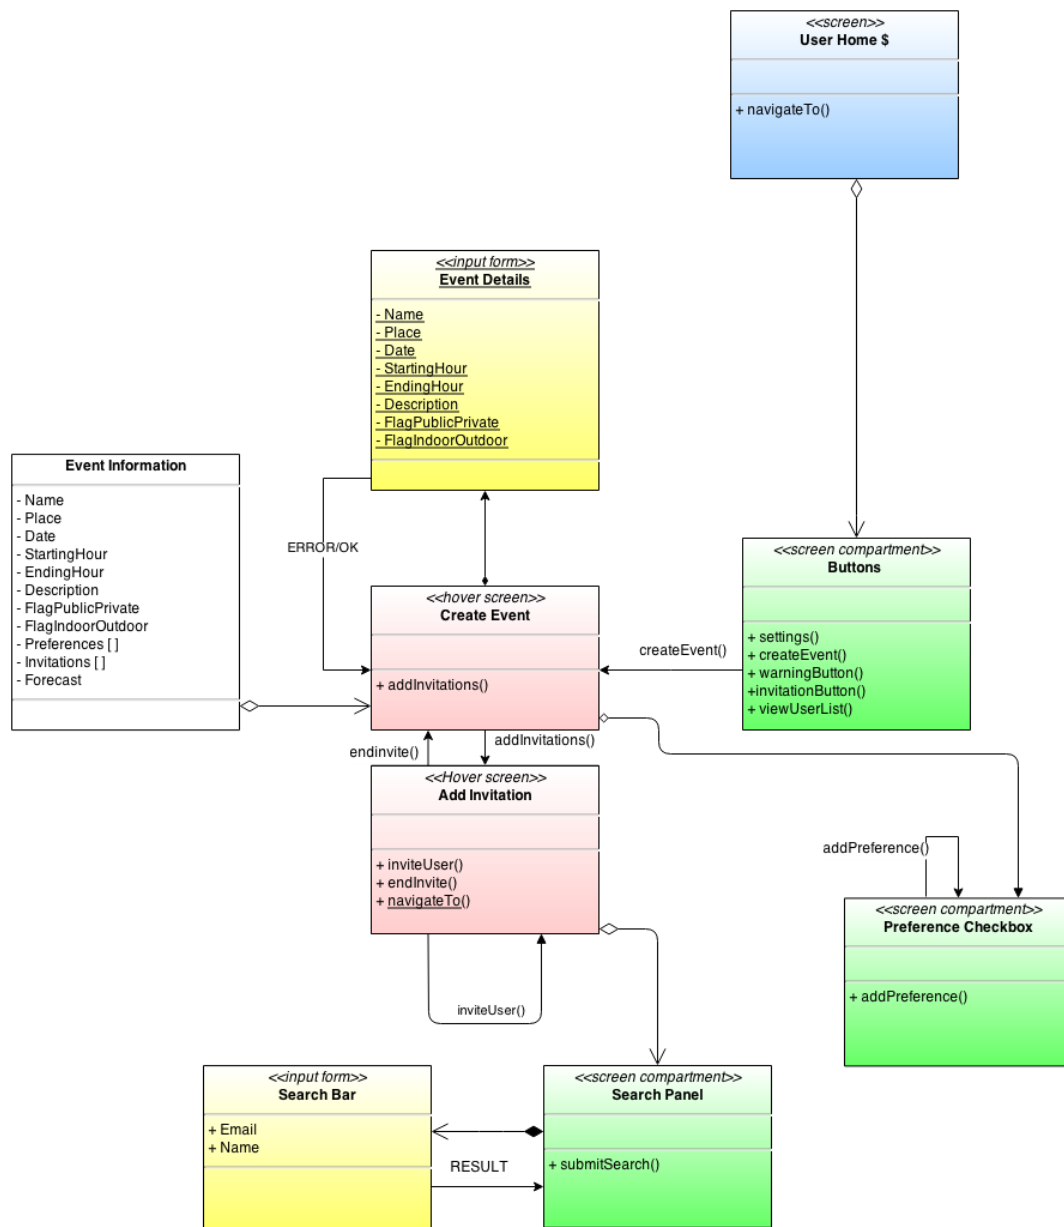 <<screen>>
User Home $
+ navigateTo()
<<input form>>
Event Details
- Name
- Place
- Date
- StartingHour
- EndingHour
- Description
- FlagPublicPrivate
- FlagIndoorOutdoor
Event Information
- Name
- Place
- Date
- StartingHour
- EndingHour
- Description
- FlagPublicPrivate
- FlagIndoorOutdoor
- Preferences [ ]
- Invitations [ ]
- Forecast
ERROR/OK
<<screen compartment>>
Buttons
+ settings()
+ createEvent()
+ warningButton()
+invitationButton()
+ viewUserList()
createEvent()
<<hover screen>>
Create Event
+ addInvitations()
endinvite()
addInvitations()
<<Hover screen>>
Add Invitation
+ inviteUser()
+ endInvite()
+ navigateTo()
inviteUser()
addPreference()
<<screen compartment>>
Preference Checkbox
+ addPreference()
<<input form>>
Search Bar
+ Email
+ Name
RESULT
<<screen compartment>>
Search Panel
+ submitSearch()